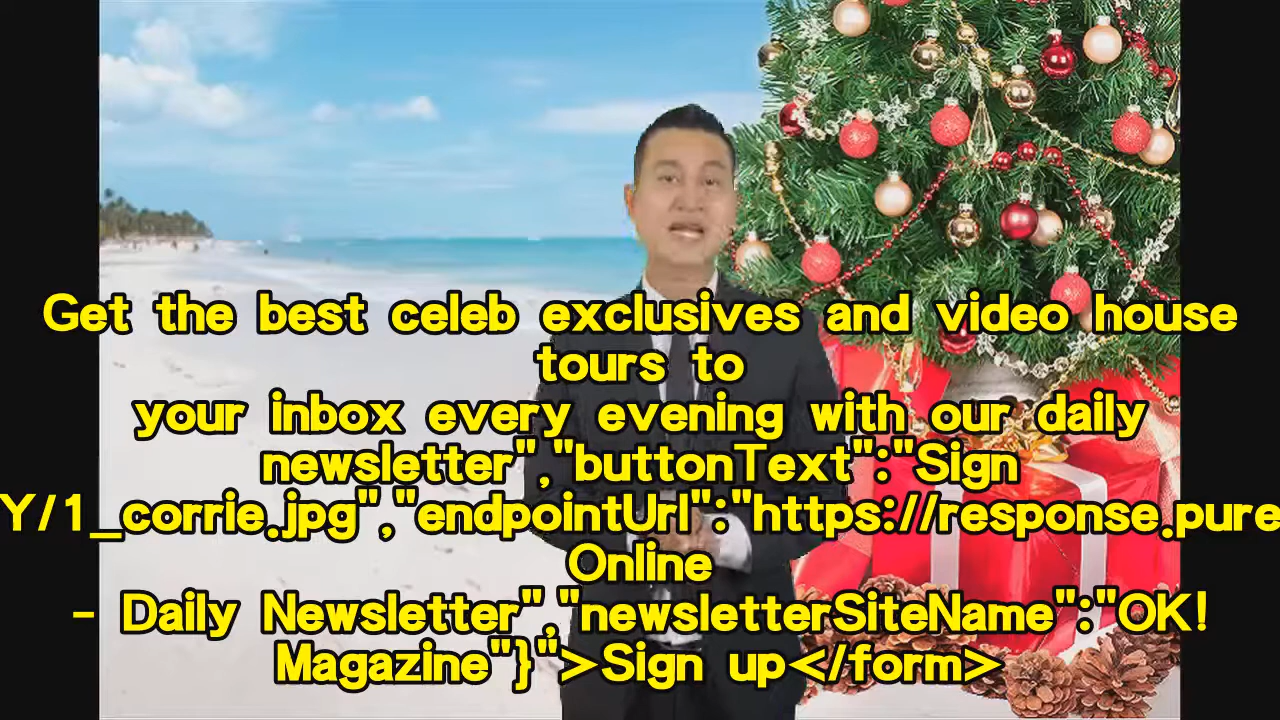 Get the best celeb exclusives and video house
tours to
your inbox every evening with our daily
newsletter","buttonText":"Sign
Y/1_corrie.jpg","endpointUrl":"https://response.pure
Online
- Daily Newsletter","newsletterSiteName":"OK!
Magazine"}">Sign up</form>